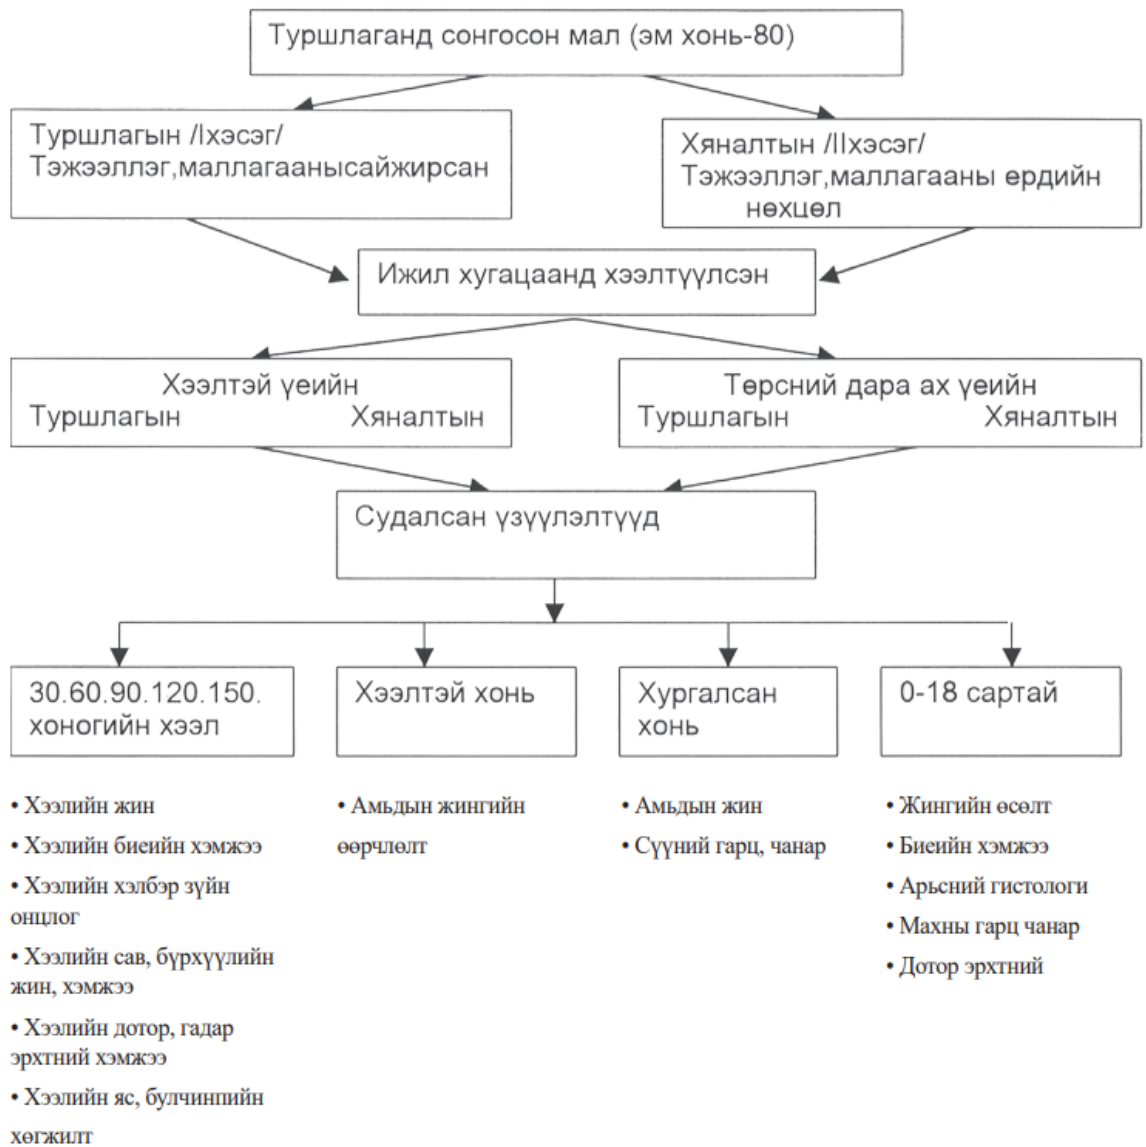 Туршлаганд сонгосон мал (эм хонь-80)
Туршлагын /Iхэсэг/
Тэжээллэг,маллагаанысайжирсан
Хяналтын /IIхэсэг/
Тэжээллэг,маллагааны ердийн
нөхцөл
Ижил хугацаанд хээлтүүлсэн
Хээлтэй үеийн
Туршлагын Хяналтын
Төрсний дара ах үеийн
Туршлагын Хяналтын
Судалсан үзүүлэлтүүд
30.60.90.120.150.
хоногийн хээл
Хээлтэй хонь
Хургалсан
хонь
0-18 сартай
• Хээлийн жин
• Хээлийн биеийн хэмжээ
• Хээлийн хэлбэр зүйн
онцлог
• Хээлийн сав, бүрхүүлийн
жин, хэмжээ
• Хээлийн дотор, гадар
эрхтний хэмжээ
• Хээлийн яс, булчинпийн
хөгжилт
• Амьдын жингийн
өөрчлөлт
• Амьдын жин
• Сүүний гарц, чанар
• Жингийн өсөлт
• Биеийн хэмжээ
• Арьсний гистологи
• Махны гарц чанар
• Дотор эрхтний